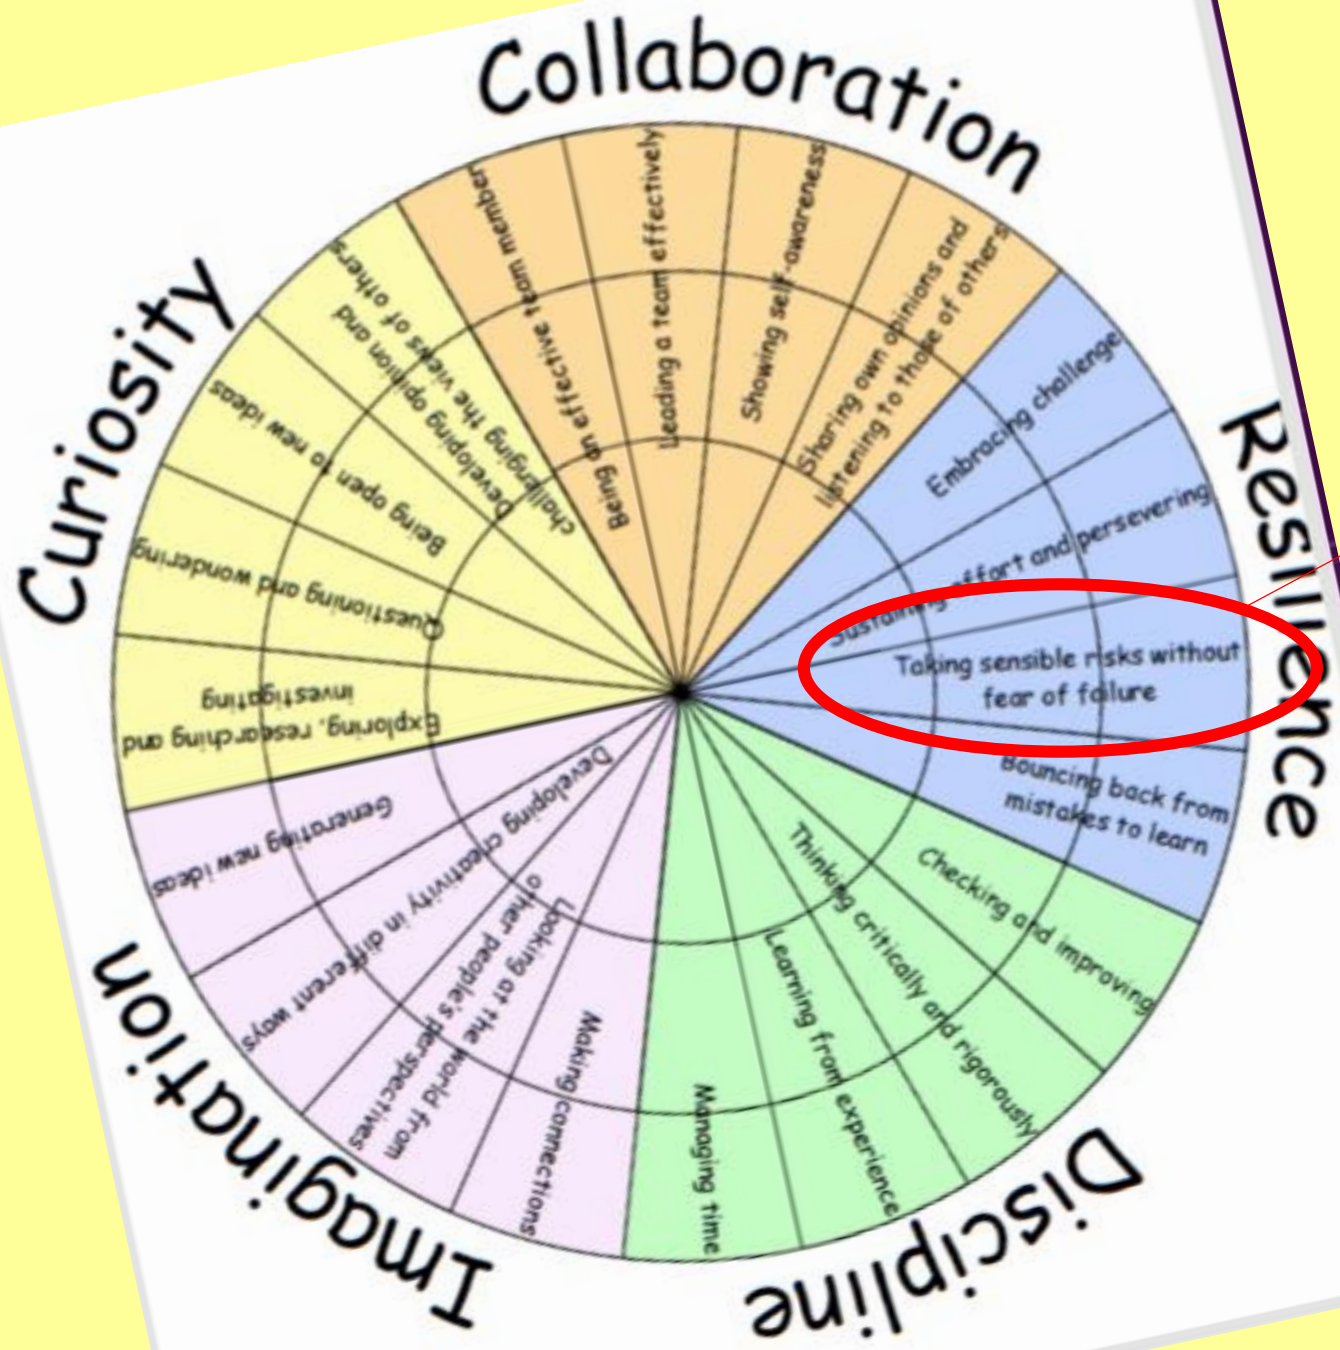 Collaboration
Being an effective team member
Leading a team effectively
Showing self-awareness
Sharing own opinions and
listening to those of others
Resilience
Embracing challenge
Sustaining effort and persevering
Taking sensible risks without
fear of failure
Bouncing back from
mistakes to learn
Discipline
Checking and improving
Thinking critically and rigorously
Learning from experience
Managing time
Imagination
Making connections
Looking at the world from
other people's perspectives
Developing creativity in different ways
Generating new ideas
Curiosity
Exploring, researching and
investigating
Questioning and wondering
Being open to new ideas
Developing opinion and
challenging the views of others